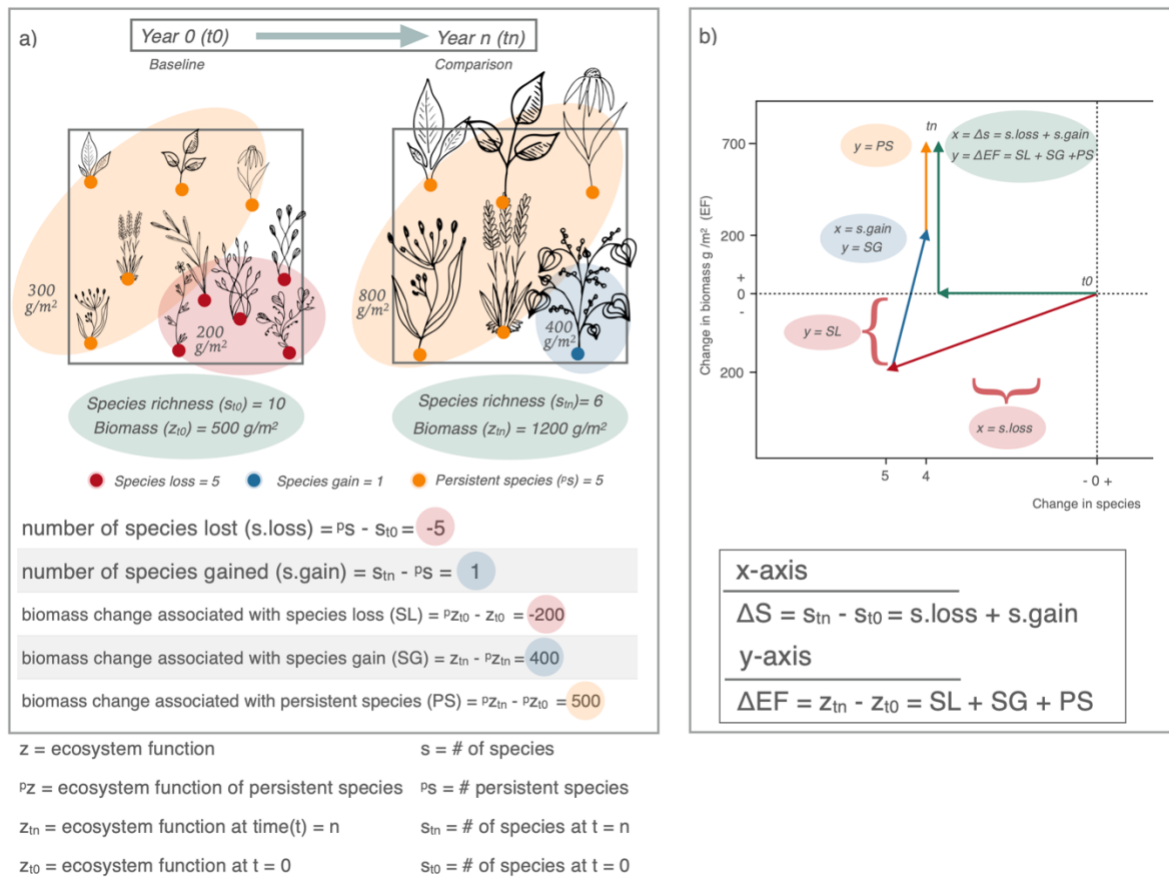 a)
Year 0 (t0)
Year n (tn)
Baseline
Comparison
300
g/m²
200
g/m²
800
g/m²
400
g/m²
Species richness (st0) = 10
Biomass (zt0) = 500 g/m²
Species richness (stn)= 6
Biomass (ztn) = 1200 g/m²
Species loss = 5
Species gain = 1
Persistent species (ᵖs) = 5
number of species lost (s.loss) = ᵖs - st0 = -5
number of species gained (s.gain) = stn - ᵖs = 1
biomass change associated with species loss (SL) = ᵖzt0 - zt0 = -200
biomass change associated with species gain (SG) = ztn - ᵖztn = 400
biomass change associated with persistent species (PS) = ᵖztn - ᵖzt0 = 500
z = ecosystem function
s = # of species
ᵖz = ecosystem function of persistent species
ᵖs = # persistent species
ztn = ecosystem function at time(t) = n
stn = # of species at t = n
zt0 = ecosystem function at t = 0
st0 = # of species at t = 0
b)
Change in biomass g /m² (EF)
700
200
+
0
-
200
tn
t0
y = PS
x = Δs = s.loss + s.gain
y = ΔEF = SL + SG +PS
x = s.gain
y = SG
y = SL
x = s.loss
5
4
- 0 +
Change in species
x-axis
ΔS = stn - st0 = s.loss + s.gain
y-axis
ΔEF = ztn - zt0 = SL + SG + PS